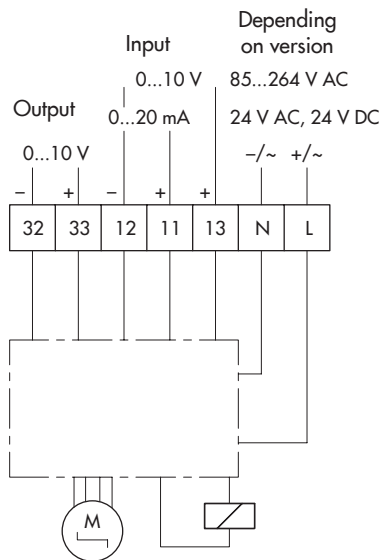 Depending
on version
Input
0...10 V
85...264 V AC
Output
0...20 mA
24 V AC, 24 V DC
0...10 V
–/~ +/~
– + – + +
32 33 12 11 13 N L
M